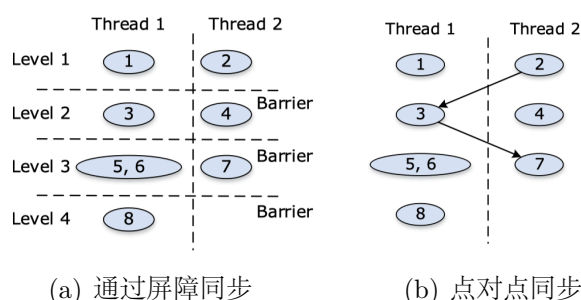 Thread 1 Thread 2
Level 1 1 2
Barrier
Level 2 3 4
Barrier
Level 3 5, 6 7
Barrier
Level 4 8
(a) 通过屏障同步
Thread 1 Thread 2
1 2
3 4
5, 6 7
8
(b) 点对点同步